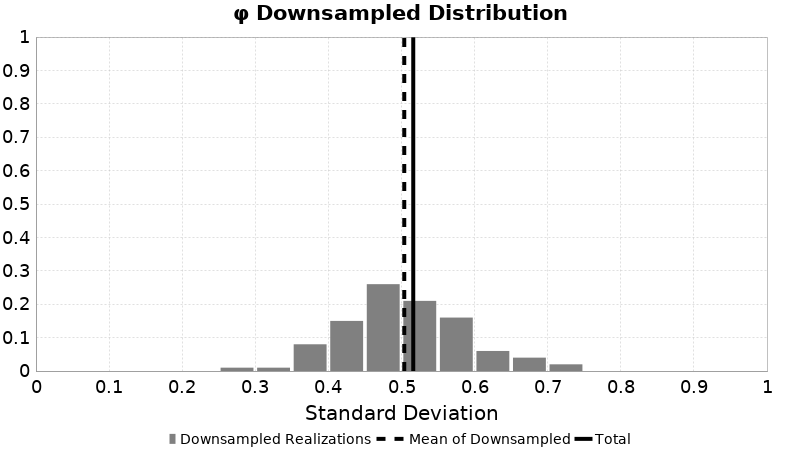 φ Downsampled Distribution
1
0.9
0.8
0.7
0.6
0.5
0.4
0.3
0.2
0.1
0
0 0.1 0.2 0.3 0.4 0.5 0.6 0.7 0.8 0.9 1
Standard Deviation
Downsampled Realizations Mean of Downsampled Total